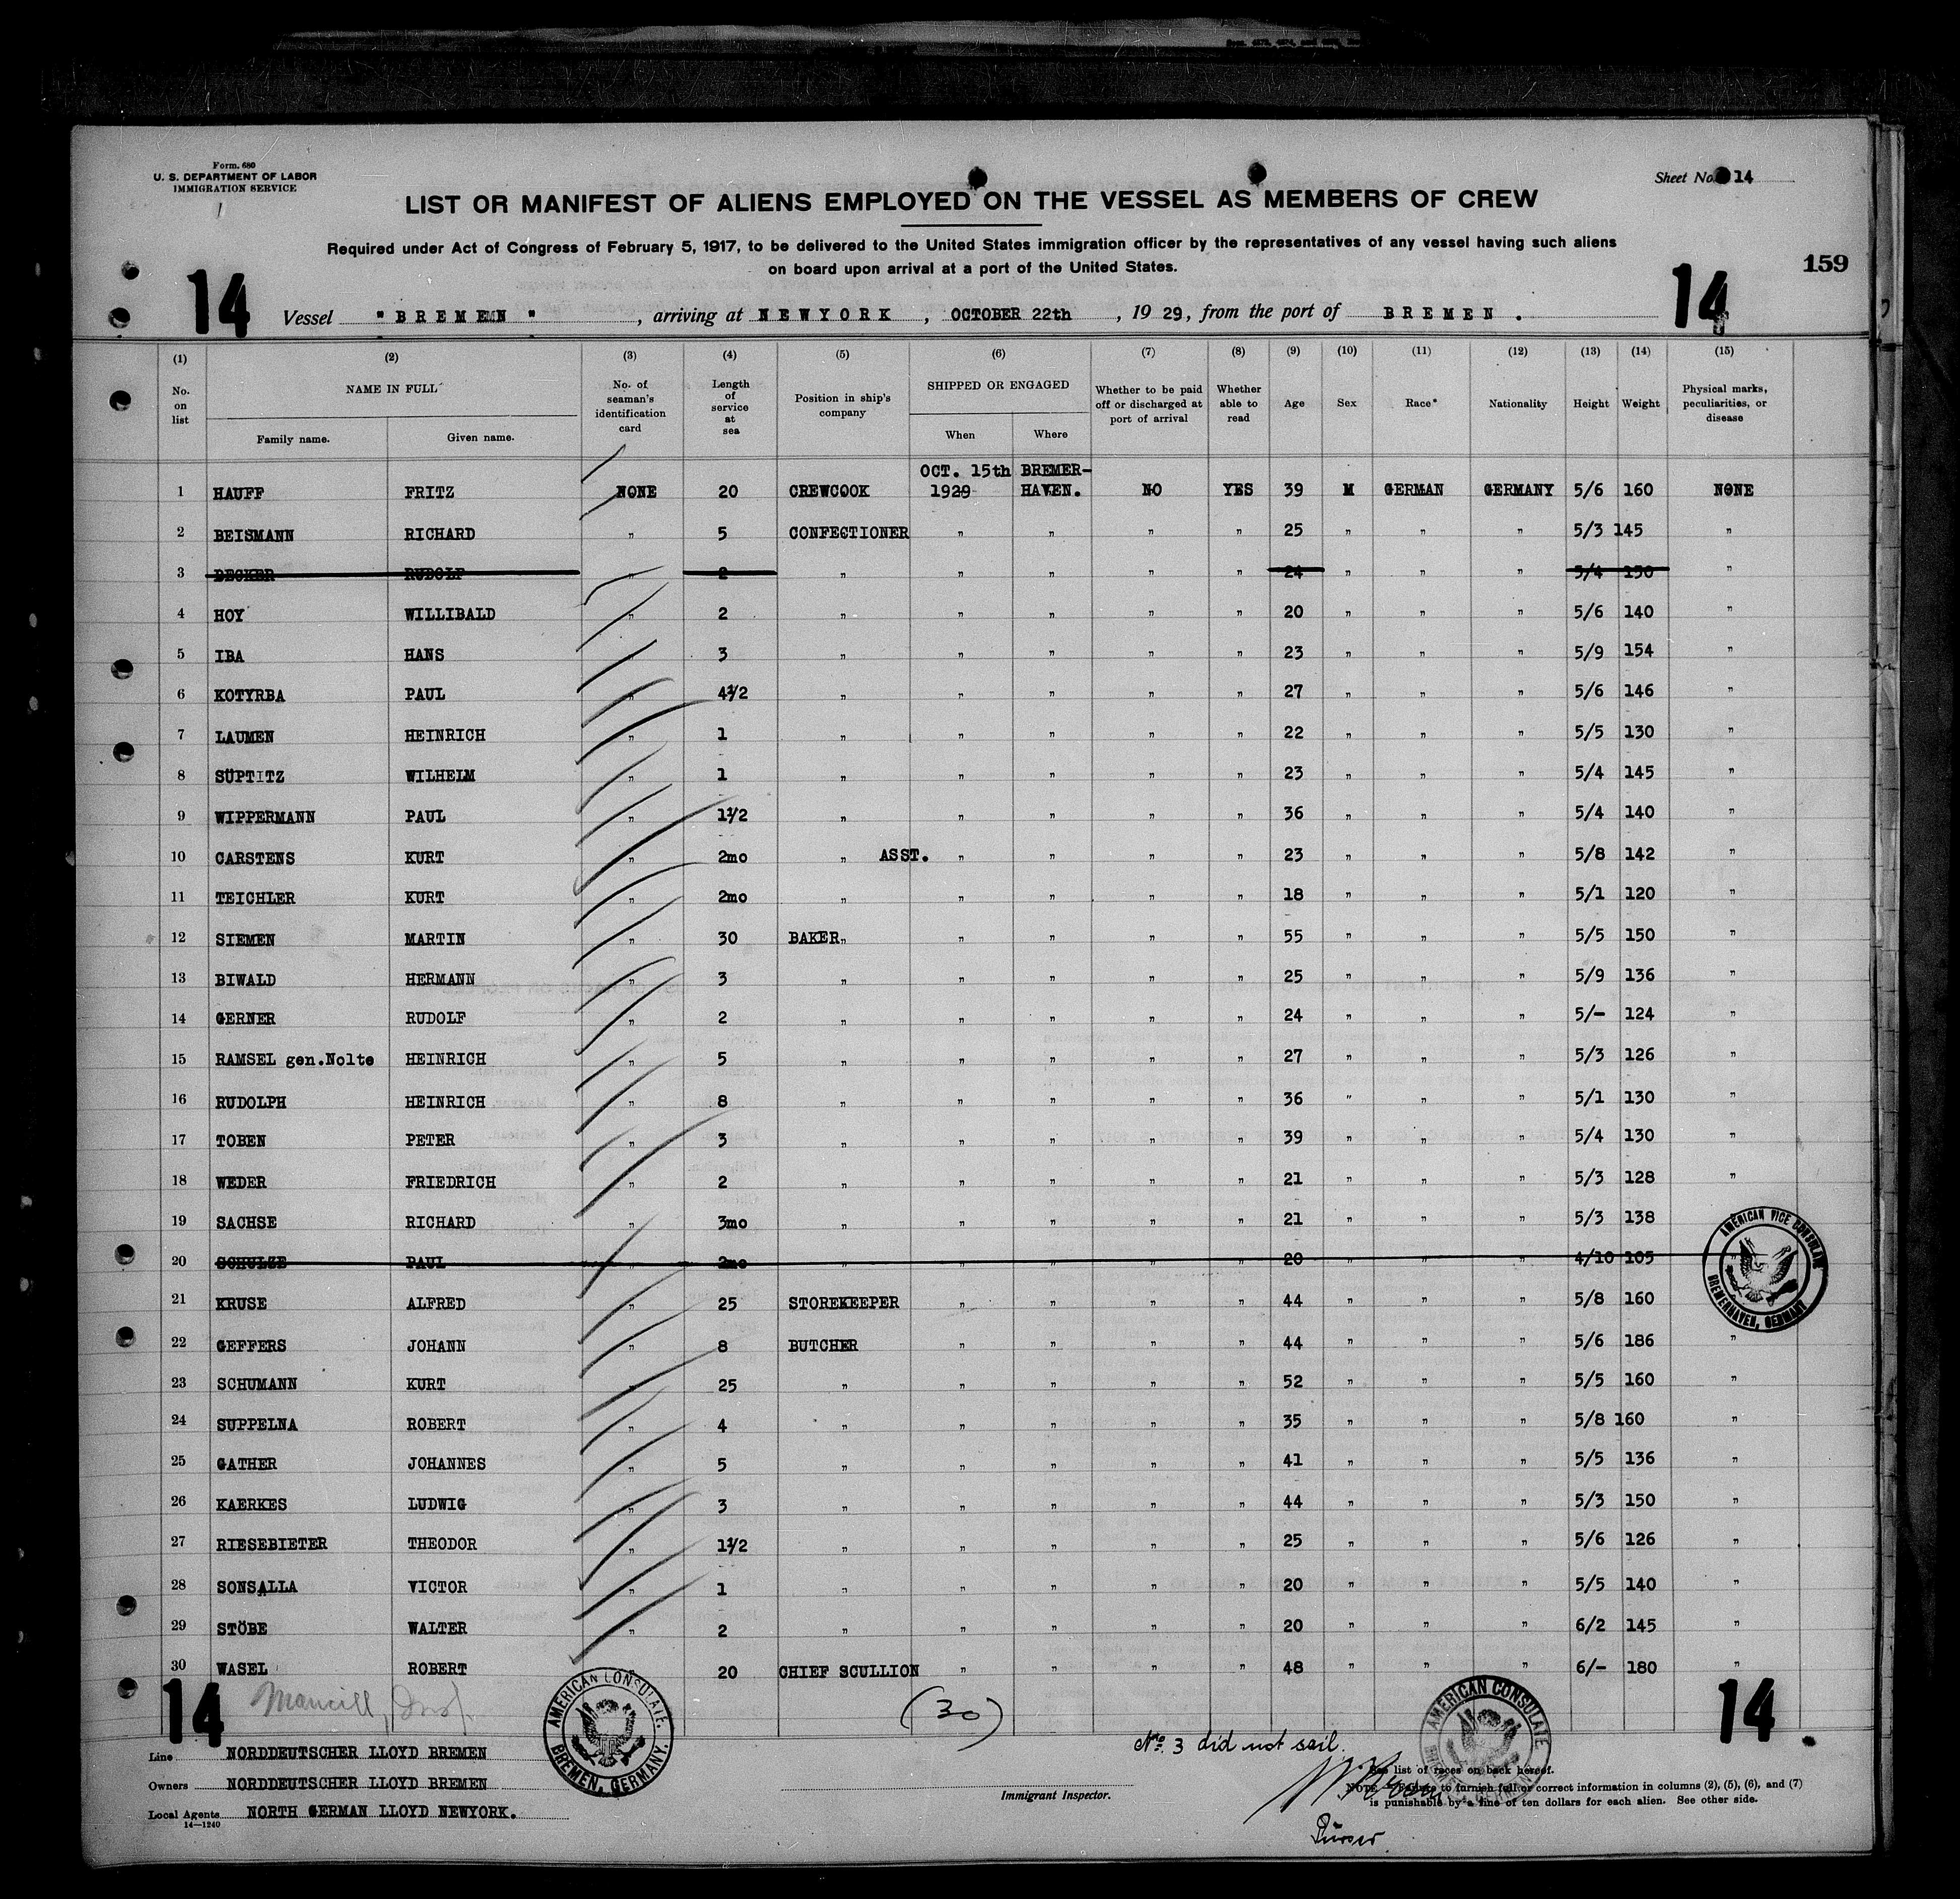 Form. 680
U. S. DEPARTMENT OF LABOR
IMMIGRATION SERVICE
Sheet No. 14
LIST OR MANIFEST OF ALIENS EMPLOYED ON THE VESSEL AS MEMBERS OF CREW
Required under Act of Congress of February 5, 1917, to be delivered to the United States immigration officer by the representatives of any vessel having such aliens
on board upon arrival at a port of the United States.
159
14 14
Vessel "BREMEN", arriving at NEWYORK, OCTOBER 22th, 1929, from the port of BREMEN.
(1) (2) (3) (4) (5) (6) (7) (8) (9) (10) (11) (12) (13) (14) (15)
No. on list NAME IN FULL Family name. Given name. No. of seaman's identification card Length of service at sea Position in ship's company SHIPPED OR ENGAGED When Where Whether to be paid off or discharged at port of arrival Whether able to read Age Sex Race* Nationality Height Weight Physical marks, peculiarities, or disease
OCT. 15th BREMER-
1 HAUFF FRITZ NONE 20 CREWCOOK 1929 HAVEN. NO YES 39 M GERMAN GERMANY 5/6 160 NONE
2 BEISMANN RICHARD " 5 CONFECTIONER " " " " 25 " " " 5/3 145 "
3 DECKER RUDOLF " 2 " " " " " 24 " " " 5/4 150 "
4 HOY WILLIBALD " 2 " " " " " 20 " " " 5/6 140 "
5 IBA HANS " 3 " " " " " 23 " " " 5/9 154 "
6 KOTYRBA PAUL " 4 1/2 " " " " " 27 " " " 5/6 146 "
7 LAUMEN HEINRICH " 1 " " " " " 22 " " " 5/5 130 "
8 SÜPTITZ WILHELM " 1 " " " " " 23 " " " 5/4 145 "
9 WIPPERMANN PAUL " 1 1/2 " " " " " 36 " " " 5/4 140 "
10 CARSTENS KURT " 2mo " ASST. " " " " 23 " " " 5/8 142 "
11 TEICHLER KURT " 2mo " " " " " 18 " " " 5/1 120 "
12 SIEMEN MARTIN " 30 BAKER " " " " " 55 " " " 5/5 150 "
13 BIWALD HERMANN " 3 " " " " " 25 " " " 5/9 136 "
14 GERNER RUDOLF " 2 " " " " " 24 " " " 5/- 124 "
15 RAMSEL gen.Nolte HEINRICH " 5 " " " " " 27 " " " 5/3 126 "
16 RUDOLPH HEINRICH " 8 " " " " " 36 " " " 5/1 130 "
17 TOBEN PETER " 3 " " " " " 39 " " " 5/4 130 "
18 WEDER FRIEDRICH " 2 " " " " " 21 " " " 5/3 128 "
19 SACHSE RICHARD " 3mo " " " " " 21 " " " 5/3 138
20 SCHULZE PAUL " 2mo " " " " " 20 " " " 4/10 105 "
21 KRUSE ALFRED " 25 STOREKEEPER " " " " 44 " " " 5/8 160
22 GEFFERS JOHANN " 8 BUTCHER " " " " 44 " " " 5/6 186 "
23 SCHUMANN KURT " 25 " " " " " 52 " " " 5/5 160 "
24 SUPPELNA ROBERT " 4 " " " " " 35 " " " 5/8 160 "
25 GATHER JOHANNES " 5 " " " " " 41 " " " 5/5 136 "
26 KAERKES LUDWIG " 3 " " " " " 44 " " " 5/3 150 "
27 RIESEBIETER THEODOR " 1 1/2 " " " " " 25 " " " 5/6 126 "
28 SONSALLA VICTOR " 1 " " " " " 20 " " " 5/5 140 "
29 STÖBE WALTER " 2 " " " " " 20 " " " 6/2 145 "
30 WASEL ROBERT 20 CHIEF SCULLION " " " " 48 " " " 6/- 180 "
AMERICAN VICE CONSULATE BREMERHAVEN, GERMANY
14 (30) 14
AMERICAN CONSULATE. BREMEN, GERMANY.
AMERICAN CONSULATE BREMEN, GERMANY
No. 3 did not sail.
Line NORDDEUTSCHER LLOYD BREMEN
Owners NORDDEUTSCHER LLOYD BREMEN
Local Agents NORTH GERMAN LLOYD NEWYORK.
14—1240
Immigrant Inspector.
See list of races on back hereof.
NOTE.—Failure to furnish full or correct information in columns (2), (5), (6), and (7)
is punishable by a fine of ten dollars for each alien. See other side.
Purser